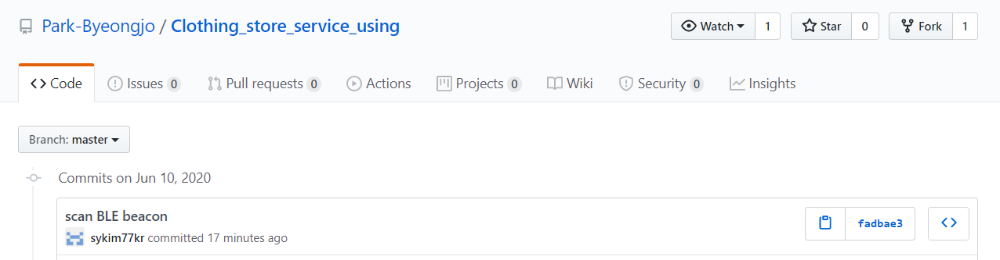 Park-Byeongjo / Clothing_store_service_using Watch 1 Star 0 Fork 1
Code Issues 0 Pull requests 0 Actions Projects 0 Wiki Security 0 Insights
Branch: master
Commits on Jun 10, 2020
scan BLE beacon
fadbae3
sykim77kr committed 17 minutes ago